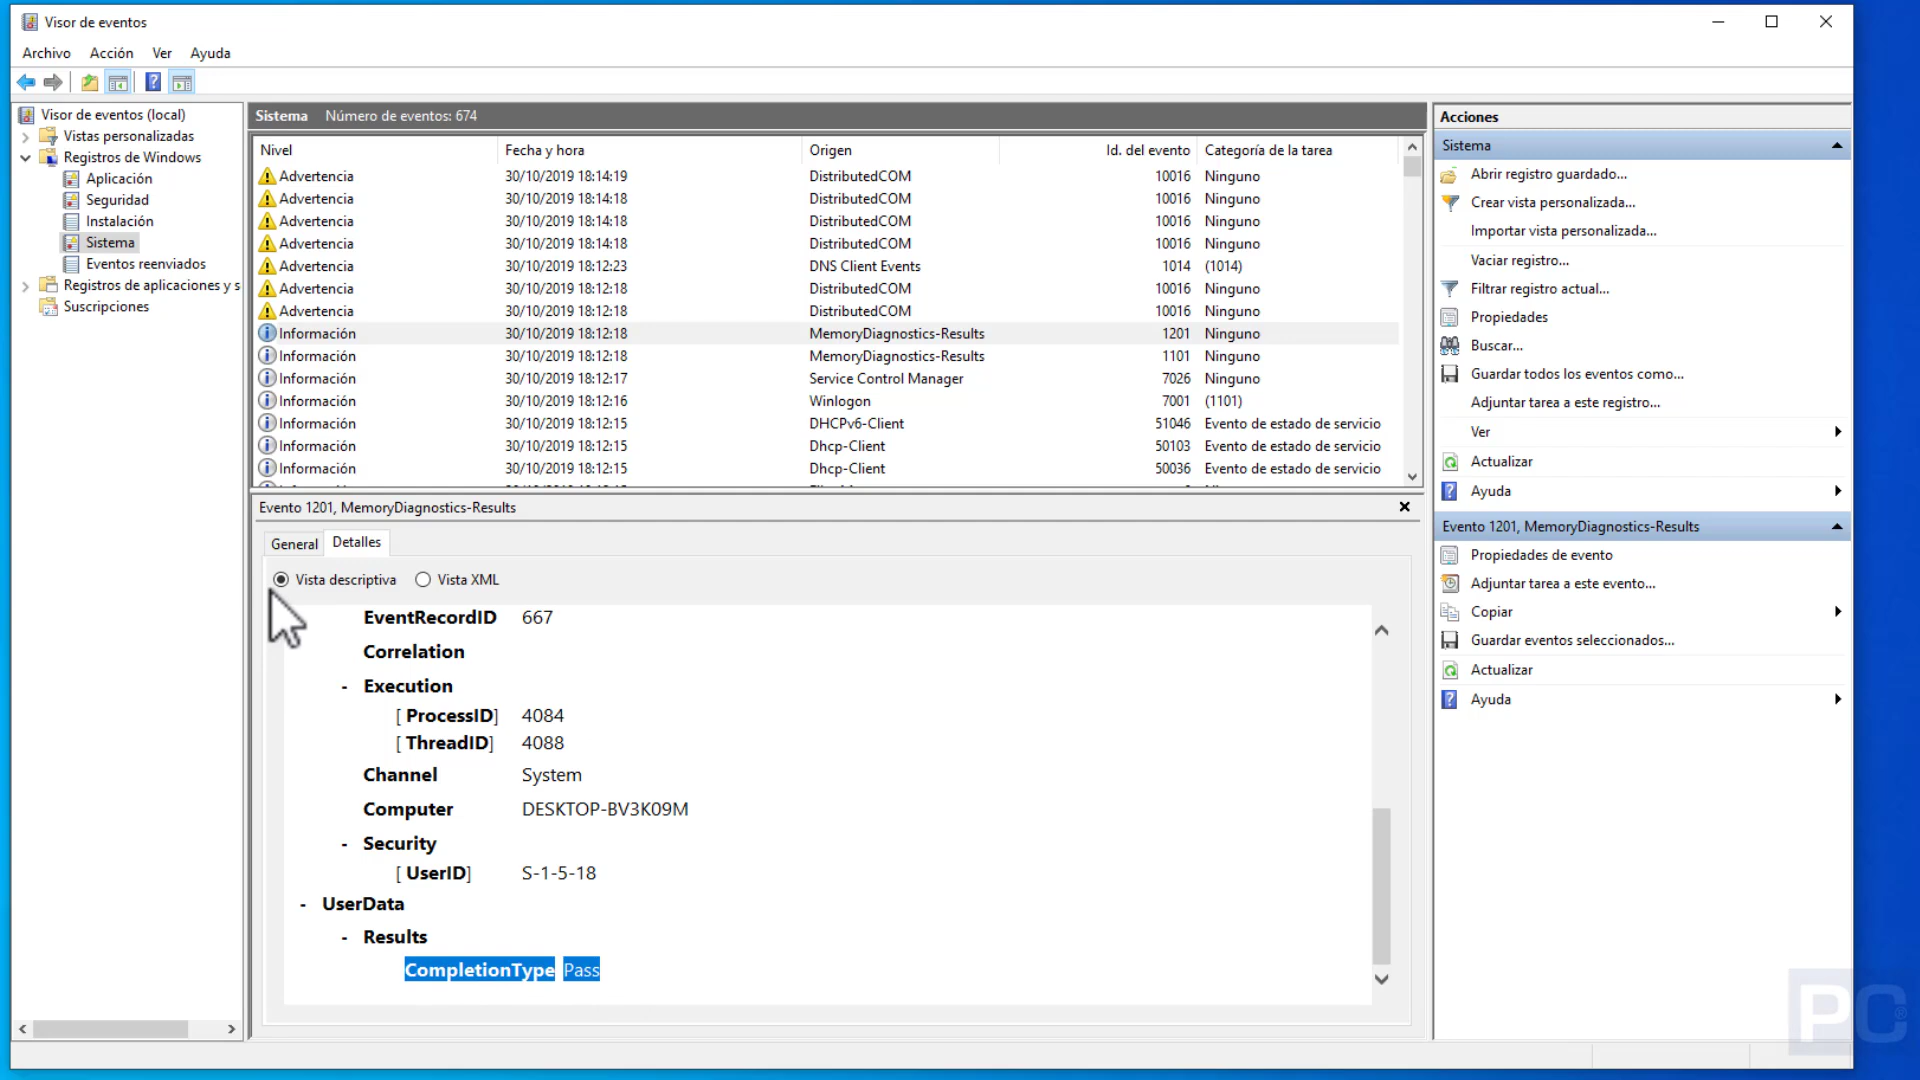 Visor de eventos
Archivo Acción Ver Ayuda
Visor de eventos (local)
Vistas personalizadas
Registros de Windows
Aplicación
Seguridad
Instalación
Sistema
Eventos reenviados
Registros de aplicaciones y s
Suscripciones
Sistema Número de eventos: 674
Nivel Fecha y hora Origen Id. del evento Categoría de la tarea
Advertencia 30/10/2019 18:14:19 DistributedCOM 10016 Ninguno
Advertencia 30/10/2019 18:14:18 DistributedCOM 10016 Ninguno
Advertencia 30/10/2019 18:14:18 DistributedCOM 10016 Ninguno
Advertencia 30/10/2019 18:14:18 DistributedCOM 10016 Ninguno
Advertencia 30/10/2019 18:12:23 DNS Client Events 1014 (1014)
Advertencia 30/10/2019 18:12:18 DistributedCOM 10016 Ninguno
Advertencia 30/10/2019 18:12:18 DistributedCOM 10016 Ninguno
Información 30/10/2019 18:12:18 MemoryDiagnostics-Results 1201 Ninguno
Información 30/10/2019 18:12:18 MemoryDiagnostics-Results 1101 Ninguno
Información 30/10/2019 18:12:17 Service Control Manager 7026 Ninguno
Información 30/10/2019 18:12:16 Winlogon 7001 (1101)
Información 30/10/2019 18:12:15 DHCPv6-Client 51046 Evento de estado de servicio
Información 30/10/2019 18:12:15 Dhcp-Client 50103 Evento de estado de servicio
Información 30/10/2019 18:12:15 Dhcp-Client 50036 Evento de estado de servicio
Evento 1201, MemoryDiagnostics-Results
General Detalles
Vista descriptiva Vista XML
EventRecordID 667
Correlation
- Execution
[ ProcessID] 4084
[ ThreadID] 4088
Channel System
Computer DESKTOP-BV3K09M
- Security
[ UserID] S-1-5-18
- UserData
- Results
CompletionType Pass
Acciones
Sistema
Abrir registro guardado...
Crear vista personalizada...
Importar vista personalizada...
Vaciar registro...
Filtrar registro actual...
Propiedades
Buscar...
Guardar todos los eventos como...
Adjuntar tarea a este registro...
Ver
Actualizar
Ayuda
Evento 1201, MemoryDiagnostics-Results
Propiedades de evento
Adjuntar tarea a este evento...
Copiar
Guardar eventos seleccionados...
Actualizar
Ayuda
PC®